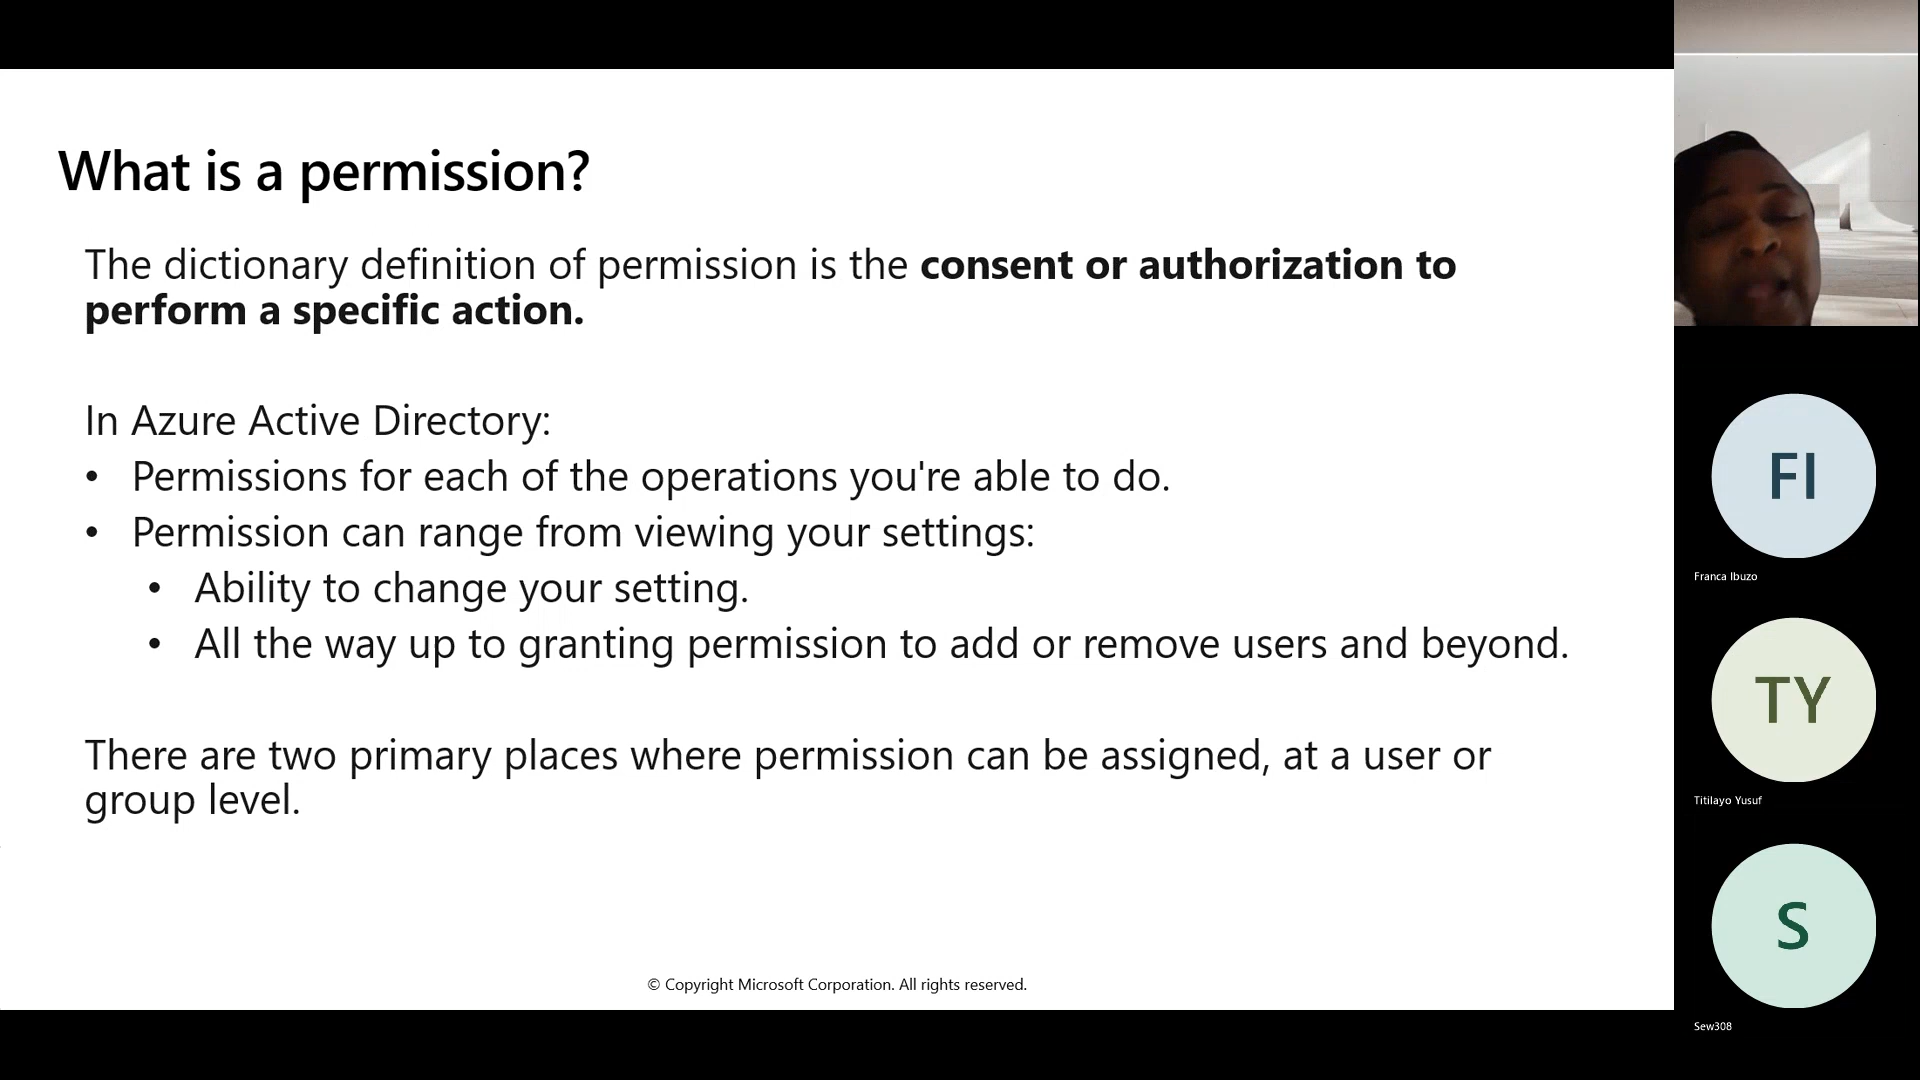 What is a permission?
The dictionary definition of permission is the consent or authorization to
perform a specific action.
In Azure Active Directory:
• Permissions for each of the operations you're able to do.
• Permission can range from viewing your settings:
• Ability to change your setting.
• All the way up to granting permission to add or remove users and beyond.
There are two primary places where permission can be assigned, at a user or
group level.
© Copyright Microsoft Corporation. All rights reserved.
FI
Franca Ibuzo
TY
Titilayo Yusuf
S
Sew308